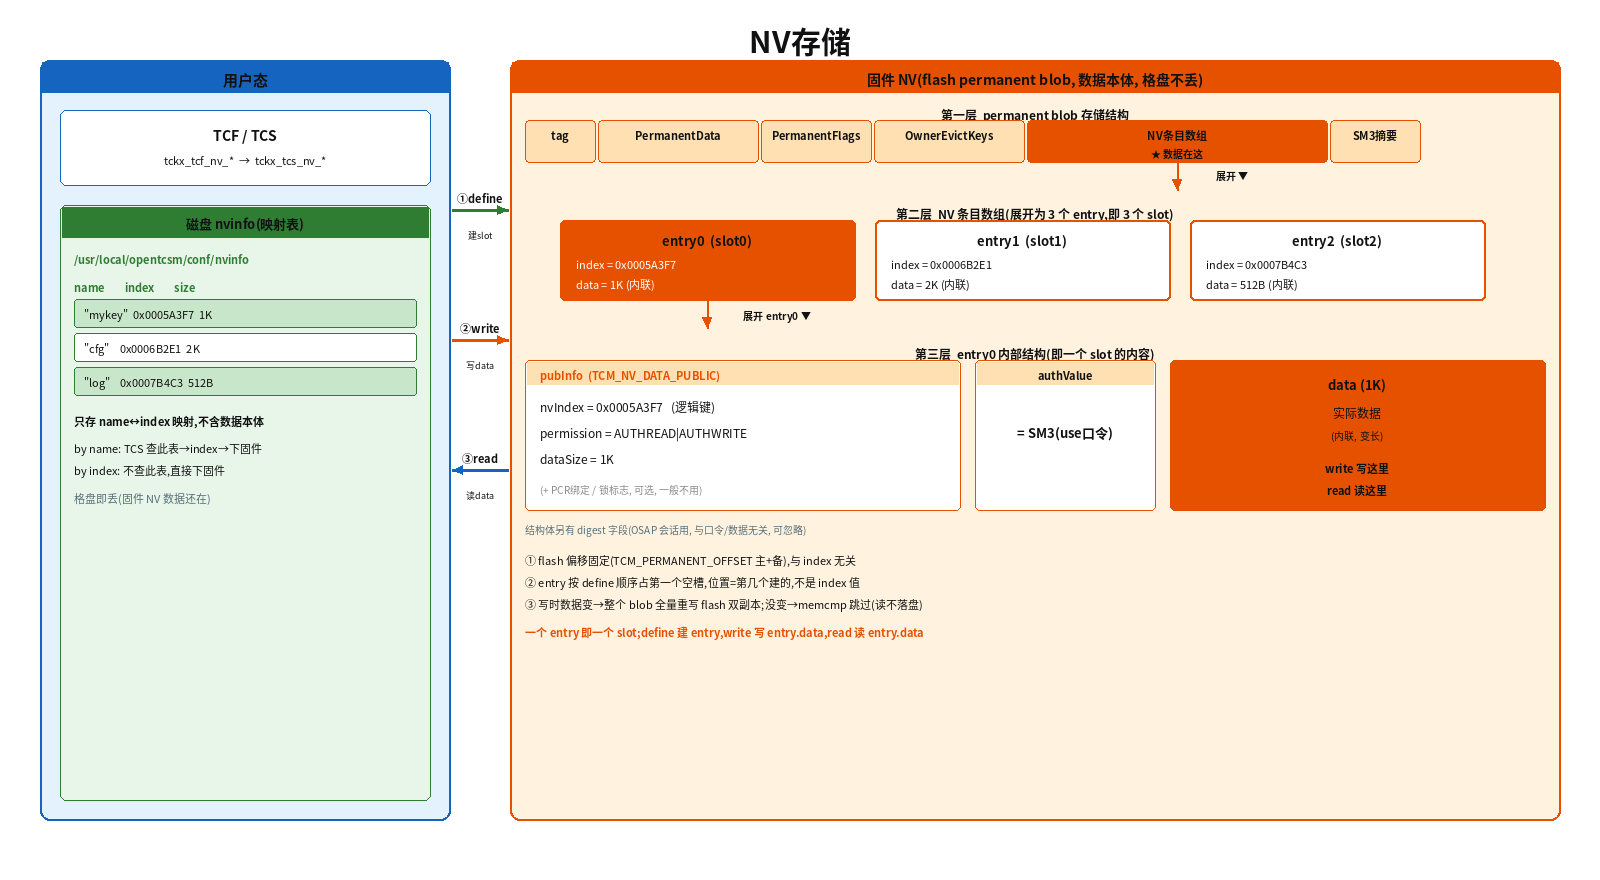 NV存储
用户态
TCF / TCS
tckx_tcf_nv_* → tckx_tcs_nv_*
磁盘 nvinfo(映射表)
/usr/local/opentcsm/conf/nvinfo
name index size
"mykey" 0x0005A3F7 1K
"cfg" 0x0006B2E1 2K
"log" 0x0007B4C3 512B
只存 name↔index 映射,不含数据本体
by name: TCS 查此表→index→下固件
by index: 不查此表,直接下固件
格盘即丢(固件 NV 数据还在)
①define
建slot
②write
写data
③read
读data
固件 NV(flash permanent blob, 数据本体, 格盘不丢)
第一层 permanent blob 存储结构
tag
PermanentData
PermanentFlags
OwnerEvictKeys
NV条目数组
★ 数据在这
SM3摘要
展开 ▼
第二层 NV 条目数组(展开为 3 个 entry,即 3 个 slot)
entry0 (slot0)
index = 0x0005A3F7
data = 1K (内联)
entry1 (slot1)
index = 0x0006B2E1
data = 2K (内联)
entry2 (slot2)
index = 0x0007B4C3
data = 512B (内联)
展开 entry0 ▼
第三层 entry0 内部结构(即一个 slot 的内容)
pubInfo (TCM_NV_DATA_PUBLIC)
nvIndex = 0x0005A3F7 (逻辑键)
permission = AUTHREAD|AUTHWRITE
dataSize = 1K
(+ PCR绑定 / 锁标志, 可选, 一般不用)
authValue
= SM3(use口令)
data (1K)
实际数据
(内联, 变长)
write 写这里
read 读这里
结构体另有 digest 字段(OSAP 会话用, 与口令/数据无关, 可忽略)
① flash 偏移固定(TCM_PERMANENT_OFFSET 主+备),与 index 无关
② entry 按 define 顺序占第一个空槽,位置=第几个建的,不是 index 值
③ 写时数据变→整个 blob 全量重写 flash 双副本;没变→memcmp 跳过(读不落盘)
一个 entry 即一个 slot;define 建 entry,write 写 entry.data,read 读 entry.data